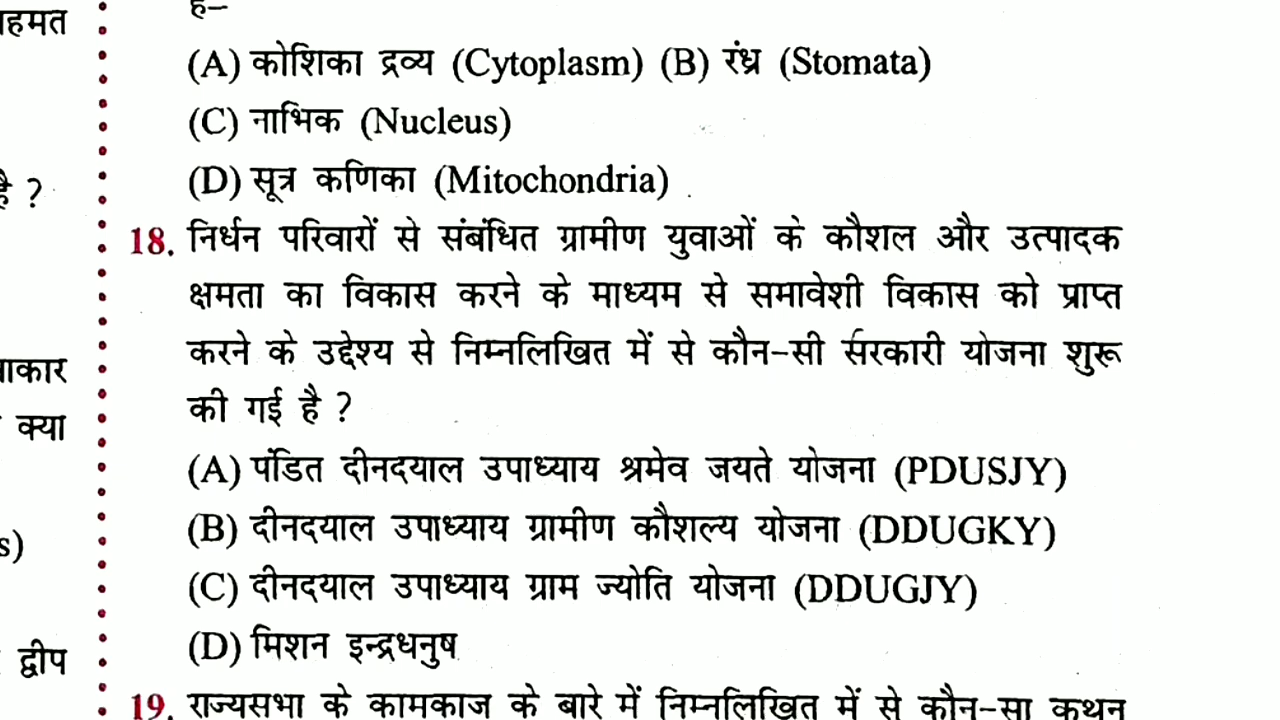 हमत
है ?
ाकार
क्या
s)
द्वीप
है–
(A) कोशिका द्रव्य (Cytoplasm) (B) रंध्र (Stomata)
(C) नाभिक (Nucleus)
(D) सूत्र कणिका (Mitochondria)
18. निर्धन परिवारों से संबंधित ग्रामीण युवाओं के कौशल और उत्पादक
क्षमता का विकास करने के माध्यम से समावेशी विकास को प्राप्त
करने के उद्देश्य से निम्नलिखित में से कौन-सी सरकारी योजना शुरू
की गई है ?
(A) पंडित दीनदयाल उपाध्याय श्रमेव जयते योजना (PDUSJY)
(B) दीनदयाल उपाध्याय ग्रामीण कौशल्य योजना (DDUGKY)
(C) दीनदयाल उपाध्याय ग्राम ज्योति योजना (DDUGJY)
(D) मिशन इन्द्रधनुष
19. राज्यसभा के कामकाज के बारे में निम्नलिखित में से कौन-सा कथन